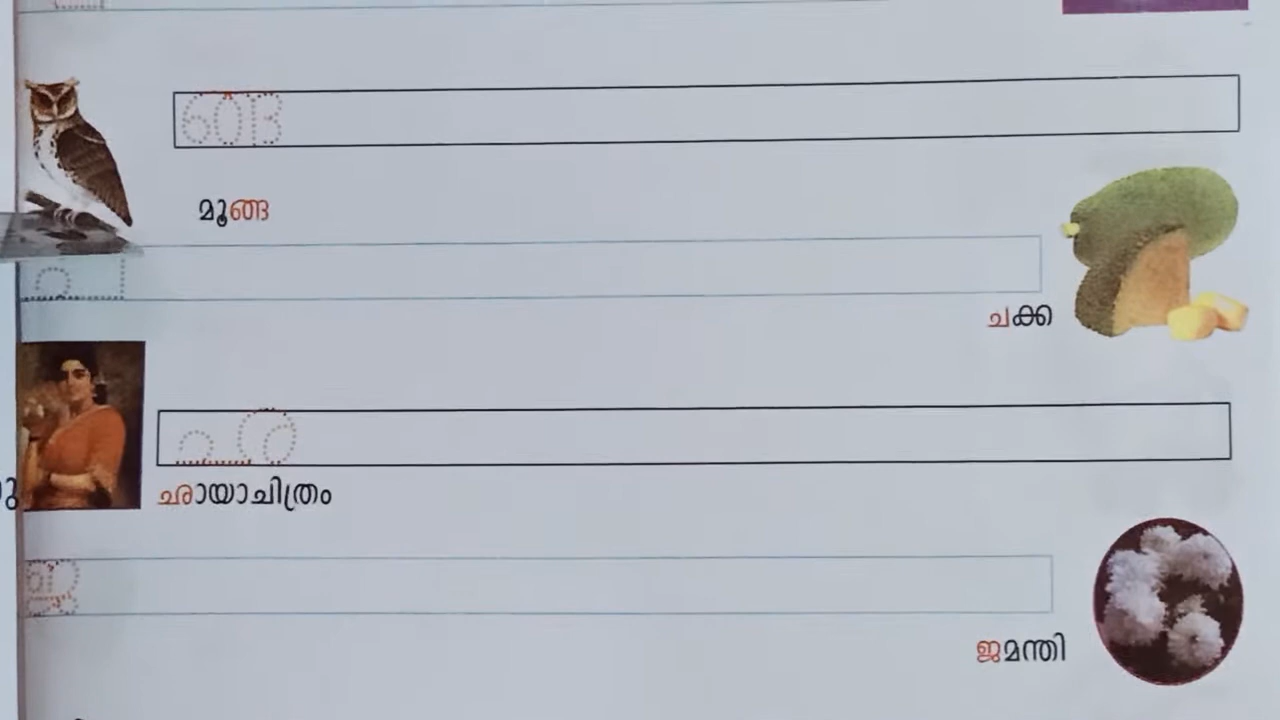 ങ
മൂങ്ങ
ച
ചക്ക
ഛ
ഛായാചിത്രം
ജ
ജമന്തി